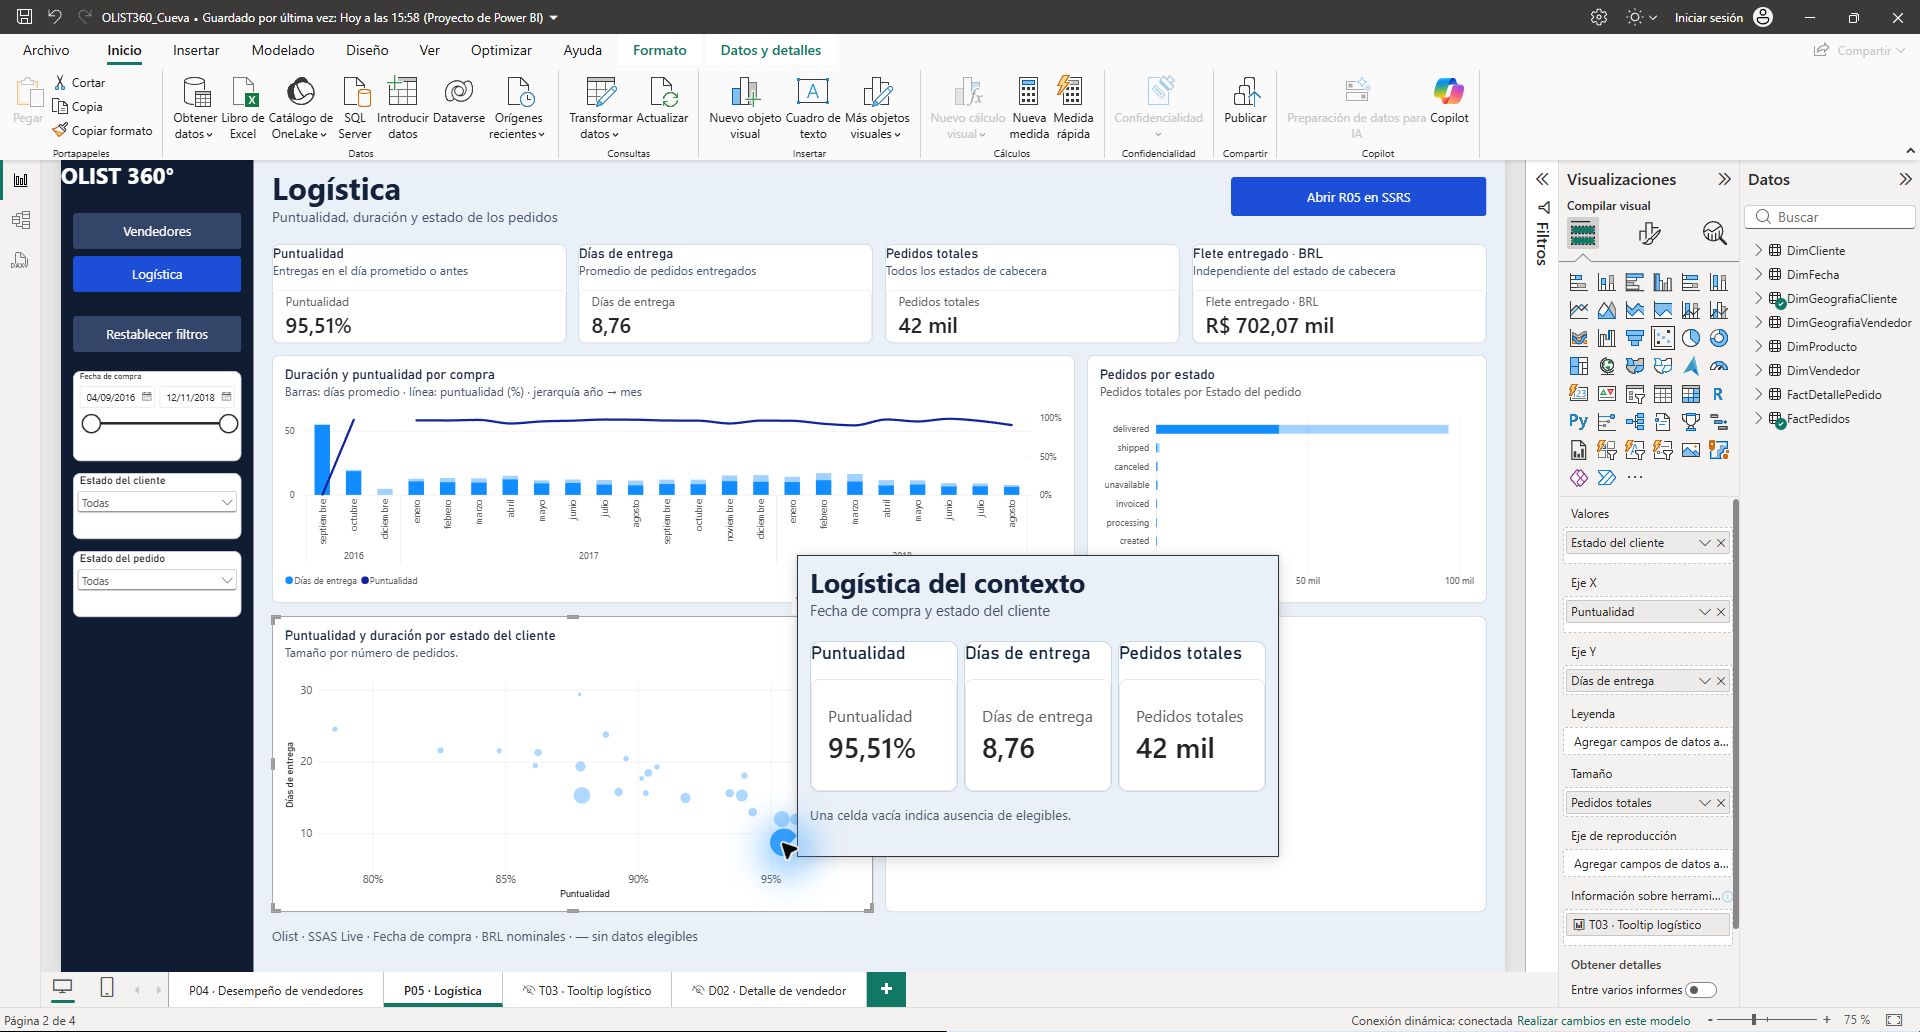 OLIST360_Cueva • Guardado por última vez: Hoy a las 15:58 (Proyecto de Power BI)
Iniciar sesión
Archivo
Inicio
Insertar
Modelado
Diseño
Ver
Optimizar
Ayuda
Formato
Datos y detalles
Compartir
Pegar
Cortar
Copia
Copiar formato
Portapapeles
Obtener datos
Libro de Excel
Catálogo de OneLake
SQL Server
Introducir datos
Dataverse
Orígenes recientes
Datos
Transformar datos
Actualizar
Consultas
Nuevo objeto visual
Cuadro de texto
Más objetos visuales
Insertar
Nuevo cálculo visual
Nueva medida
Medida rápida
Cálculos
Confidencialidad
Confidencialidad
Publicar
Compartir
Preparación de datos para IA
Copilot
Copilot
OLIST 360°
Vendedores
Logística
Restablecer filtros
Fecha de compra
04/09/2016
12/11/2018
Estado del cliente
Todas
Estado del pedido
Todas
Logística
Puntualidad, duración y estado de los pedidos
Abrir R05 en SSRS
Puntualidad
Entregas en el día prometido o antes
Puntualidad
95,51%
Días de entrega
Promedio de pedidos entregados
Días de entrega
8,76
Pedidos totales
Todos los estados de cabecera
Pedidos totales
42 mil
Flete entregado · BRL
Independiente del estado de cabecera
Flete entregado · BRL
R$ 702,07 mil
Duración y puntualidad por compra
Barras: días promedio · línea: puntualidad (%) · jerarquía año → mes
50
0
100%
50%
0%
septiembre
octubre
diciembre
enero
febrero
marzo
abril
mayo
junio
julio
agosto
septiembre
octubre
noviembre
diciembre
enero
febrero
marzo
abril
mayo
junio
julio
agosto
2016
2017
2018
Días de entrega
Puntualidad
Pedidos por estado
Pedidos totales por Estado del pedido
delivered
shipped
canceled
unavailable
invoiced
processing
created
50 mil
100 mil
Puntualidad y duración por estado del cliente
Tamaño por número de pedidos.
Días de entrega
30
20
10
80%
85%
90%
95%
Puntualidad
Logística del contexto
Fecha de compra y estado del cliente
Puntualidad
Puntualidad
95,51%
Días de entrega
Días de entrega
8,76
Pedidos totales
Pedidos totales
42 mil
Una celda vacía indica ausencia de elegibles.
Olist · SSAS Live · Fecha de compra · BRL nominales · — sin datos elegibles
Filtros
Visualizaciones
Compilar visual
R
Py
Valores
Estado del cliente
Eje X
Puntualidad
Eje Y
Días de entrega
Leyenda
Agregar campos de datos a...
Tamaño
Pedidos totales
Eje de reproducción
Agregar campos de datos a...
Información sobre herrami...
T03 · Tooltip logístico
Obtener detalles
Entre varios informes
Datos
Buscar
DimCliente
DimFecha
DimGeografiaCliente
DimGeografiaVendedor
DimProducto
DimVendedor
FactDetallePedido
FactPedidos
P04 · Desempeño de vendedores
P05 · Logística
T03 · Tooltip logístico
D02 · Detalle de vendedor
Página 2 de 4
Conexión dinámica: conectada Realizar cambios en este modelo
75 %